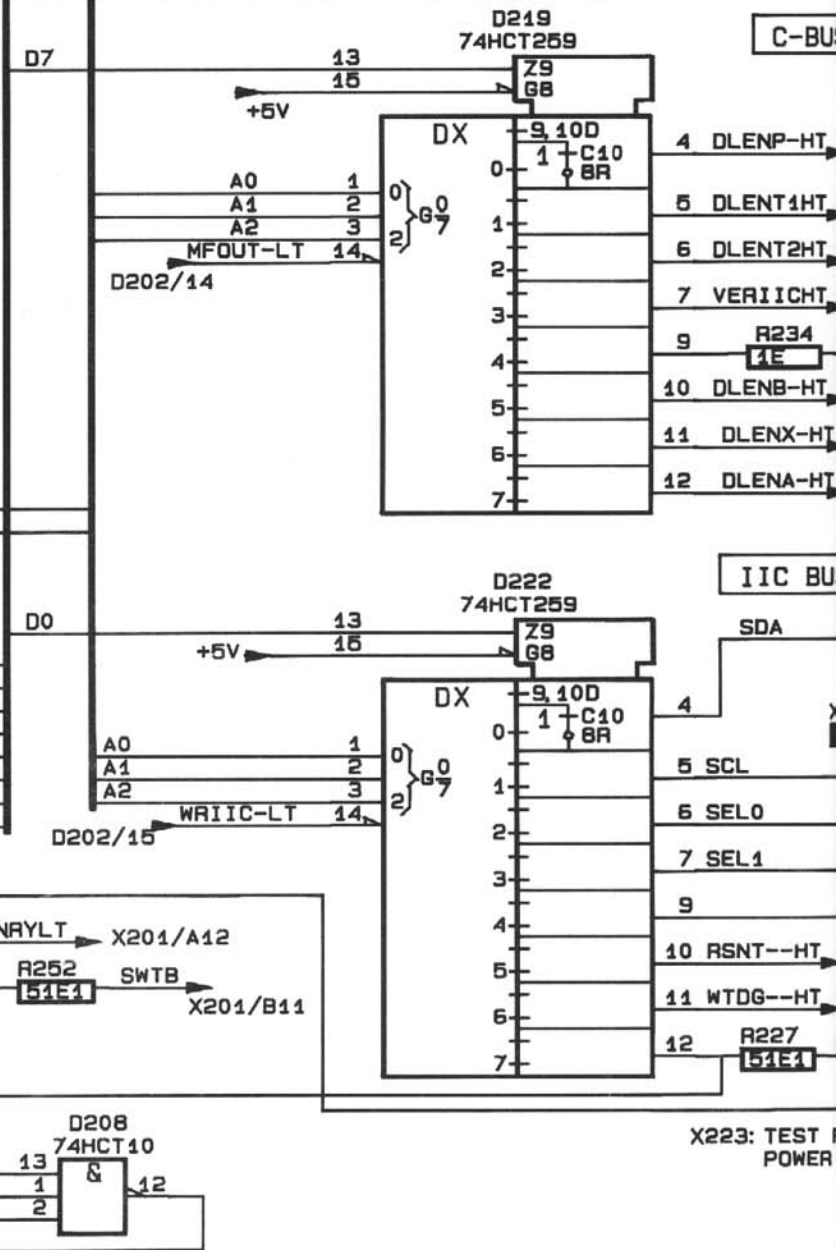 D219
74HCT259
D7
13
Z9
15
G8
+5V
DX
9,10D
1
C10
8R
0
1
2
3
4
5
6
7
A0
1
0
A1
2
G 0
7
A2
3
2
MFOUT-LT
14
D202/14
4 DLENP-HT
5 DLENT1HT
6 DLENT2HT
7 VERIICHT
9
R234
1E
10 DLENB-HT
11 DLENX-HT
12 DLENA-HT
D222
74HCT259
D0
13
Z9
+5V
15
G8
SDA
DX
9,10D
1
C10
8R
0
1
2
3
4
5
6
7
A0
1
0
A1
2
G 0
7
A2
3
2
WRIIC-LT
14
D202/15
4
5 SCL
6 SEL0
7 SEL1
9
10 RSNT--HT
11 WTDG--HT
12
R227
51E1
X201/A12
R252
51E1
SWTB
X201/B11
D208
74HCT10
13
&
1
12
2
X223: TEST
POWER